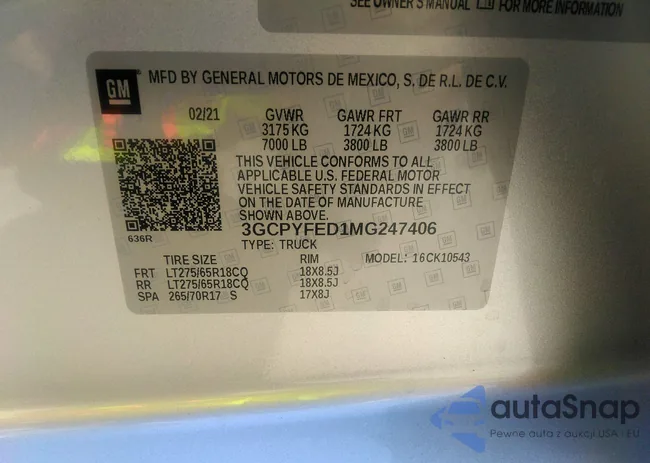 SEE OWNER'S MANUAL FOR MORE INFORMATION
GM MFD BY GENERAL MOTORS DE MEXICO, S. DE R.L. DE C.V.
02/21 GVWR GAWR FRT GAWR RR
3175 KG 1724 KG 1724 KG
7000 LB 3800 LB 3800 LB
THIS VEHICLE CONFORMS TO ALL
APPLICABLE U.S. FEDERAL MOTOR
VEHICLE SAFETY STANDARDS IN EFFECT
ON THE DATE OF MANUFACTURE
SHOWN ABOVE.
636R 3GCPYFED1MG247406
TYPE: TRUCK
TIRE SIZE RIM MODEL: 16CK10543
FRT LT275/65R18CQ 18X8.5J
RR LT275/65R18CQ 18X8.5J
SPA 265/70R17 S 17X8J
autaSnap
Pewne auta z aukcji USA - EU